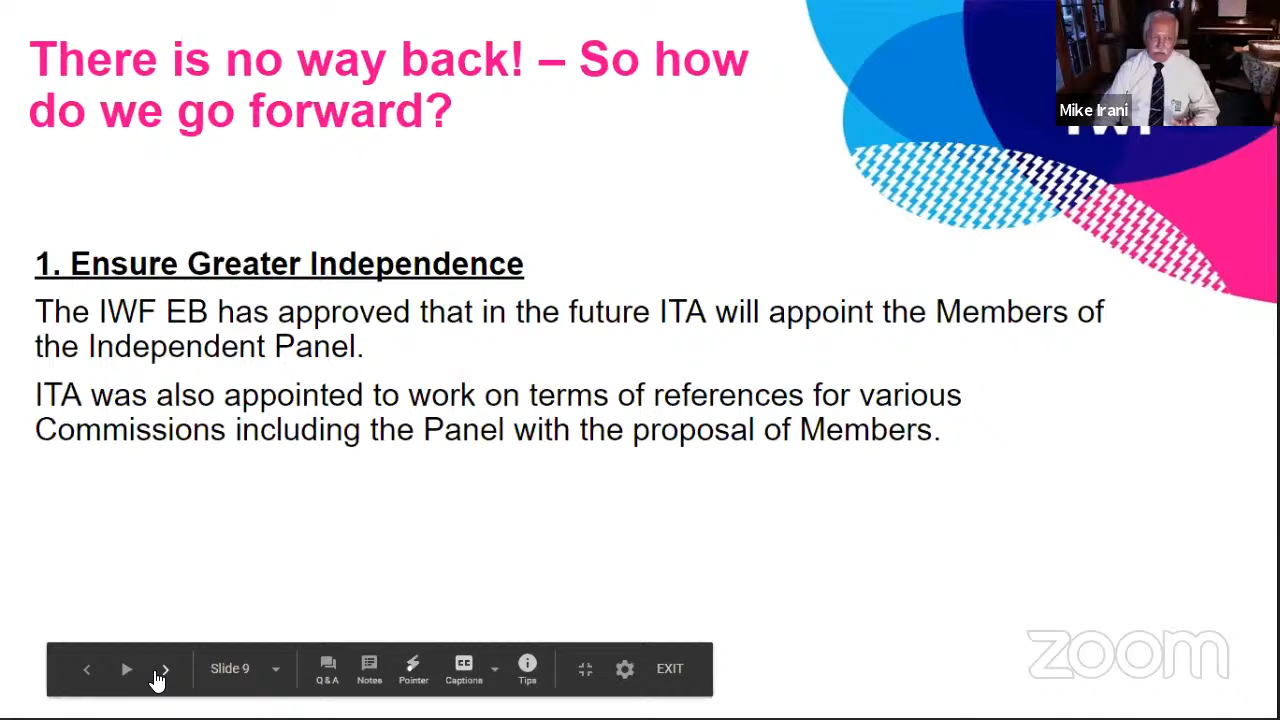 There is no way back! – So how
do we go forward?
Mike Irani
IWF
1. Ensure Greater Independence
The IWF EB has approved that in the future ITA will appoint the Members of
the Independent Panel.
ITA was also appointed to work on terms of references for various
Commissions including the Panel with the proposal of Members.
Slide 9
Q & A
Notes
Pointer
CC
Captions
Tips
EXIT
zoom